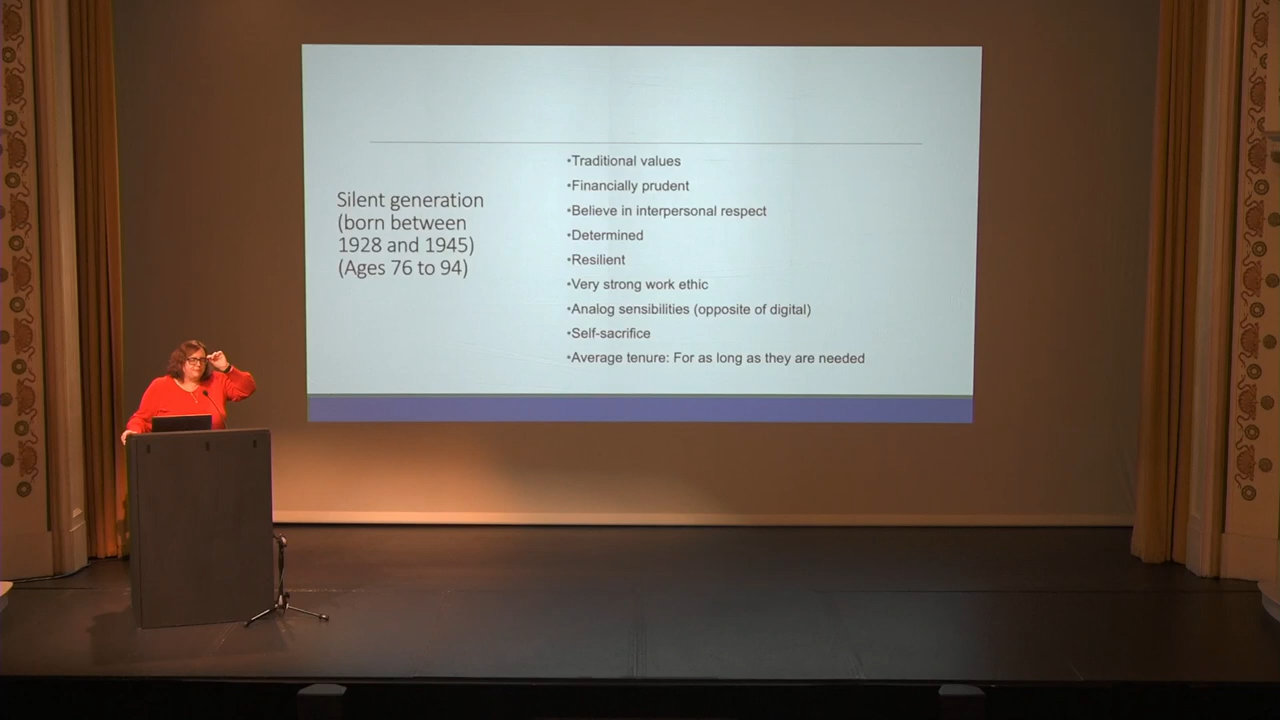 Silent generation
(born between
1928 and 1945)
(Ages 76 to 94)
•Traditional values
•Financially prudent
•Believe in interpersonal respect
•Determined
•Resilient
•Very strong work ethic
•Analog sensibilities (opposite of digital)
•Self-sacrifice
•Average tenure: For as long as they are needed